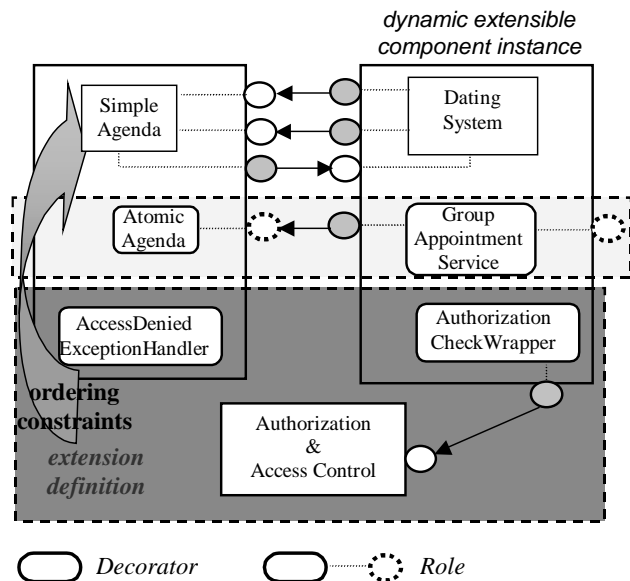 dynamic extensible
component instance
Simple
Agenda
Dating
System
Atomic
Agenda
Group
Appointment
Service
AccessDenied
ExceptionHandler
Authorization
CheckWrapper
ordering
constraints
extension
definition
Authorization
&
Access Control
Decorator
Role